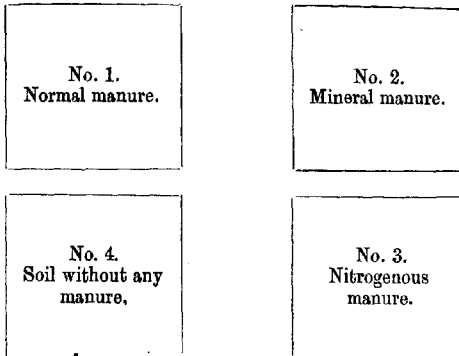 No. 1.
Normal manure.
No. 2.
Mineral manure.
No. 4.
Soil without any
manure,
No. 3.
Nitrogenous
manure.